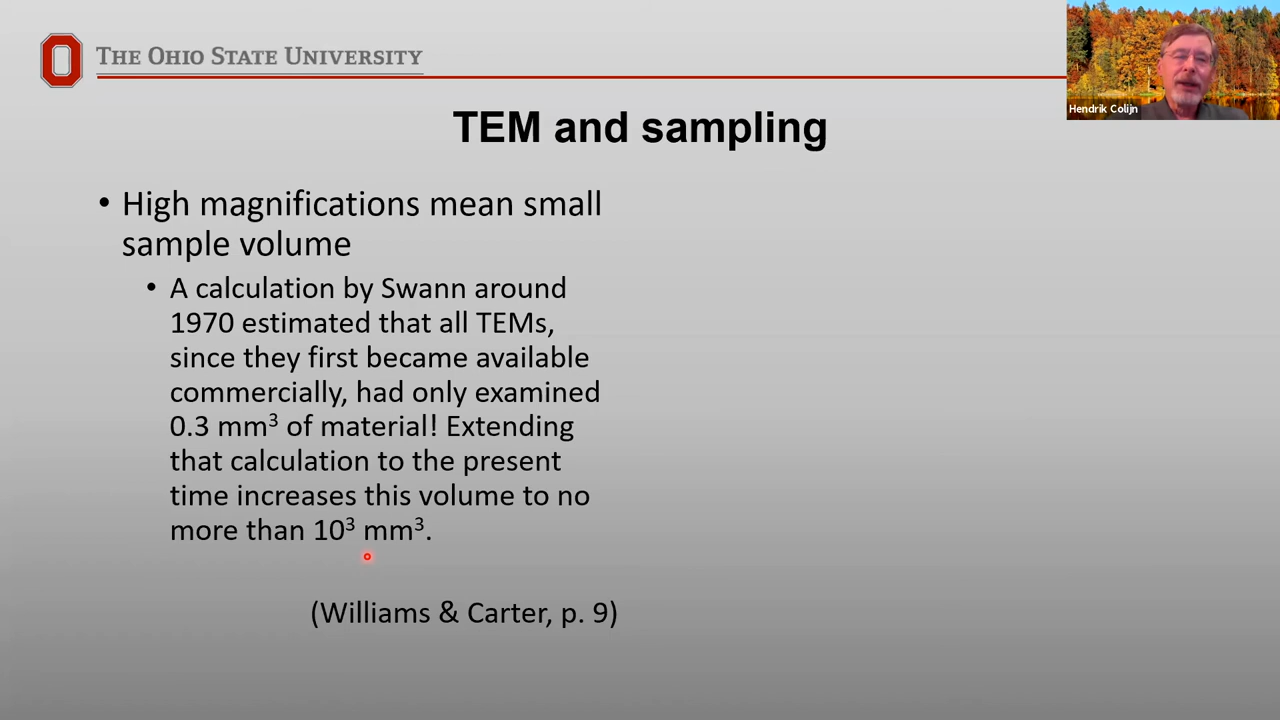 THE OHIO STATE UNIVERSITY
Hendrik Colijn
TEM and sampling
• High magnifications mean small
sample volume
• A calculation by Swann around
1970 estimated that all TEMs,
since they first became available
commercially, had only examined
0.3 mm³ of material! Extending
that calculation to the present
time increases this volume to no
more than 10³ mm³.
(Williams & Carter, p. 9)